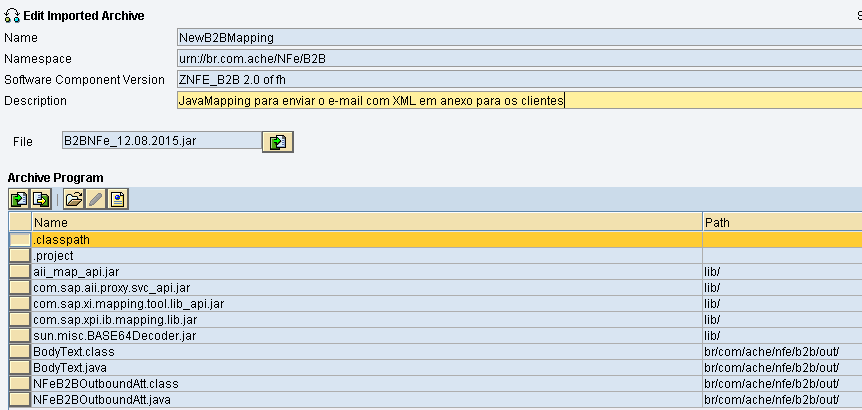 Edit Imported Archive S
Name NewB2BMapping
Namespace urn://br.com.ache/NFe/B2B
Software Component Version ZNFE_B2B 2.0 of fh
Description JavaMapping para enviar o e-mail com XML em anexo para os clientes
File B2BNFe_12.08.2015.jar
Archive Program
Name Path
.classpath
.project
aii_map_api.jar lib/
com.sap.aii.proxy.svc_api.jar lib/
com.sap.xi.mapping.tool.lib_api.jar lib/
com.sap.xpi.ib.mapping.lib.jar lib/
sun.misc.BASE64Decoder.jar lib/
BodyText.class br/com/ache/nfe/b2b/out/
BodyText.java br/com/ache/nfe/b2b/out/
NFeB2BOutboundAtt.class br/com/ache/nfe/b2b/out/
NFeB2BOutboundAtt.java br/com/ache/nfe/b2b/out/